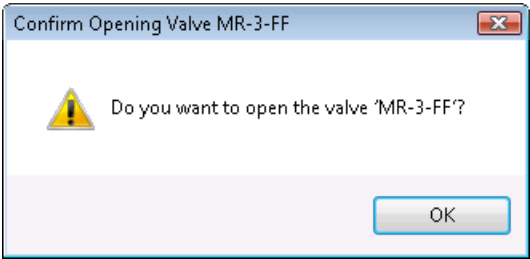 Confirm Opening Valve MR-3-FF
Do you want to open the valve ‘MR-3-FF’?
OK